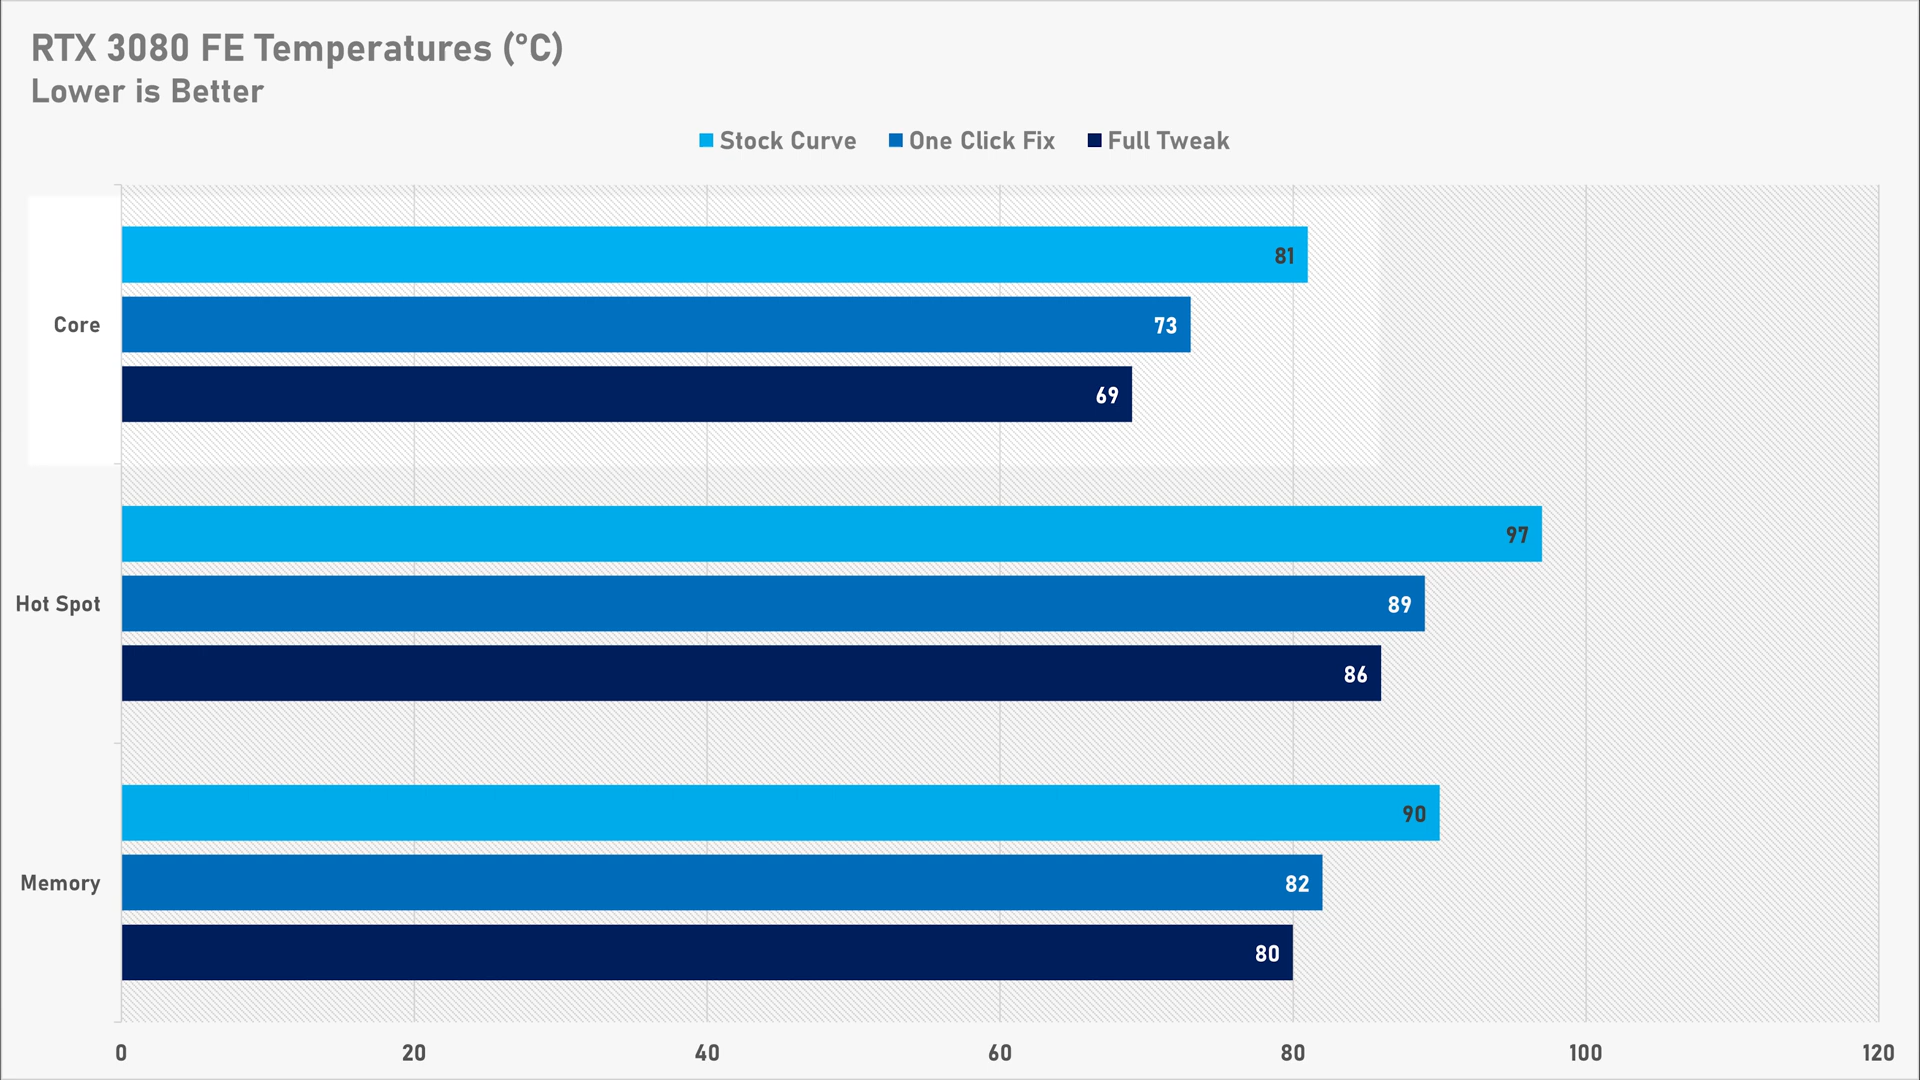 RTX 3080 FE Temperatures (°C)
Lower is Better
Stock Curve One Click Fix Full Tweak
81
Core
73
69
97
Hot Spot
89
86
90
Memory
82
80
0 20 40 60 80 100 120